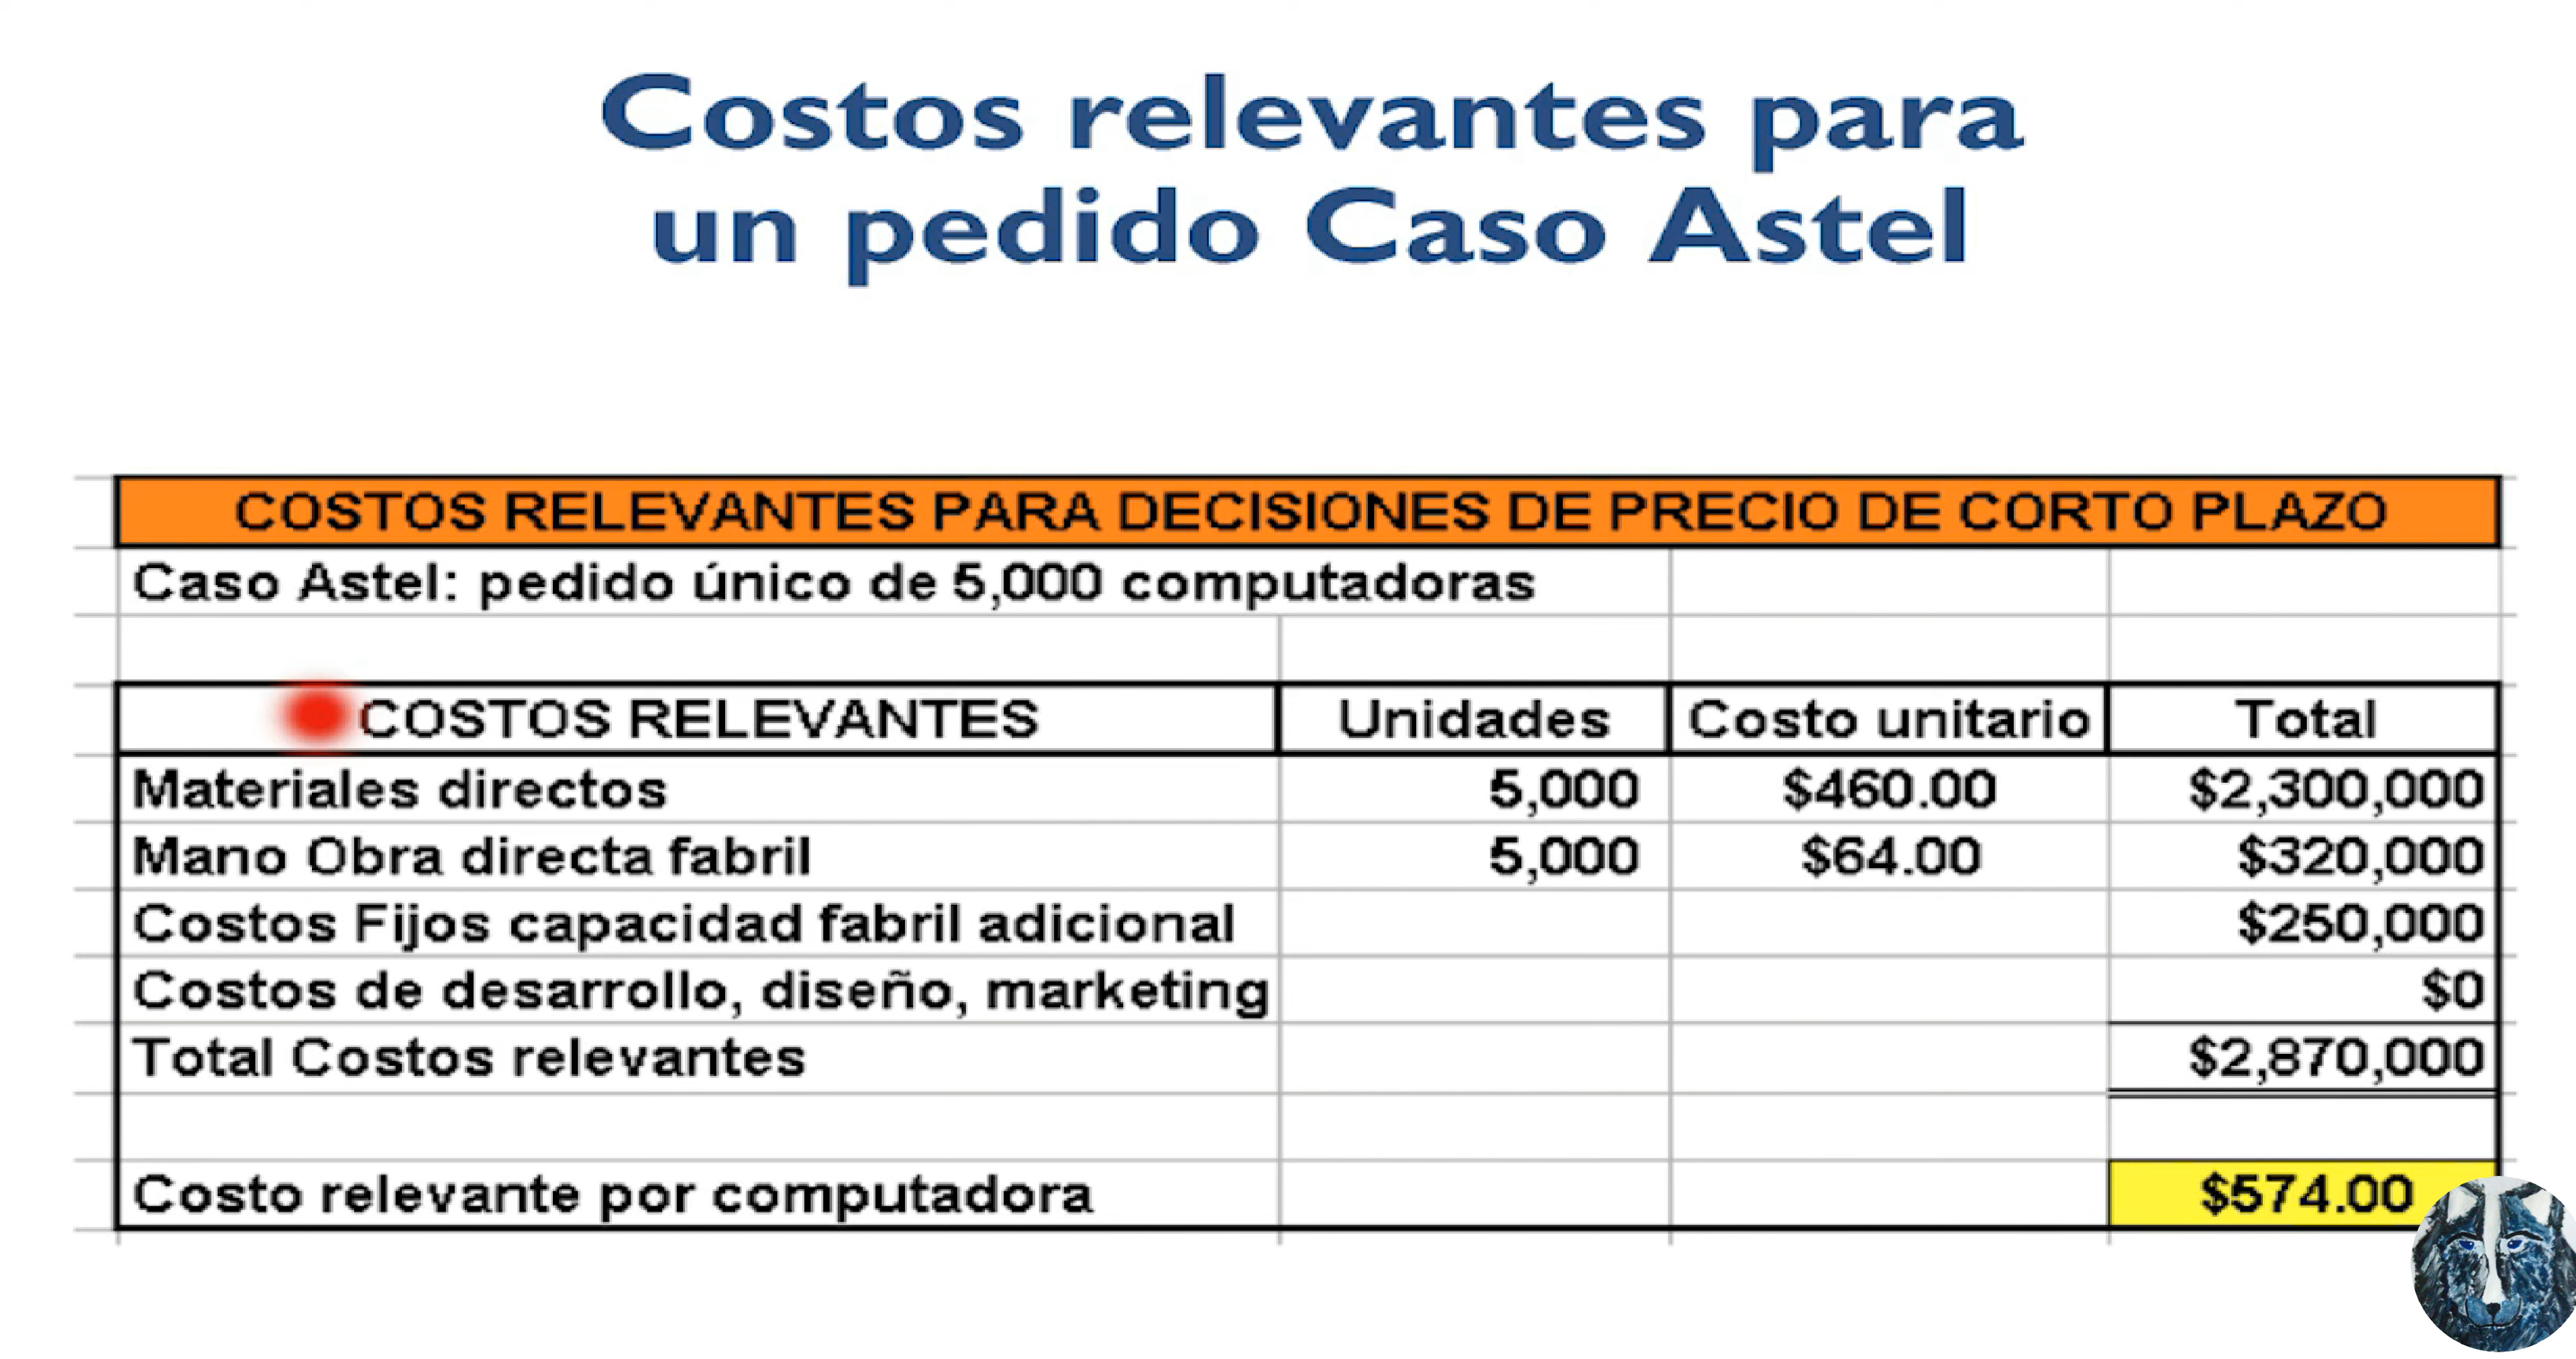 Costos relevantes para
un pedido Caso Astel
COSTOS RELEVANTES PARA DECISIONES DE PRECIO DE CORTO PLAZO
Caso Astel: pedido único de 5,000 computadoras
COSTOS RELEVANTES Unidades Costo unitario Total
Materiales directos 5,000 $460.00 $2,300,000
Mano Obra directa fabril 5,000 $64.00 $320,000
Costos Fijos capacidad fabril adicional $250,000
Costos de desarrollo, diseño, marketing $0
Total Costos relevantes $2,870,000
Costo relevante por computadora $574.00